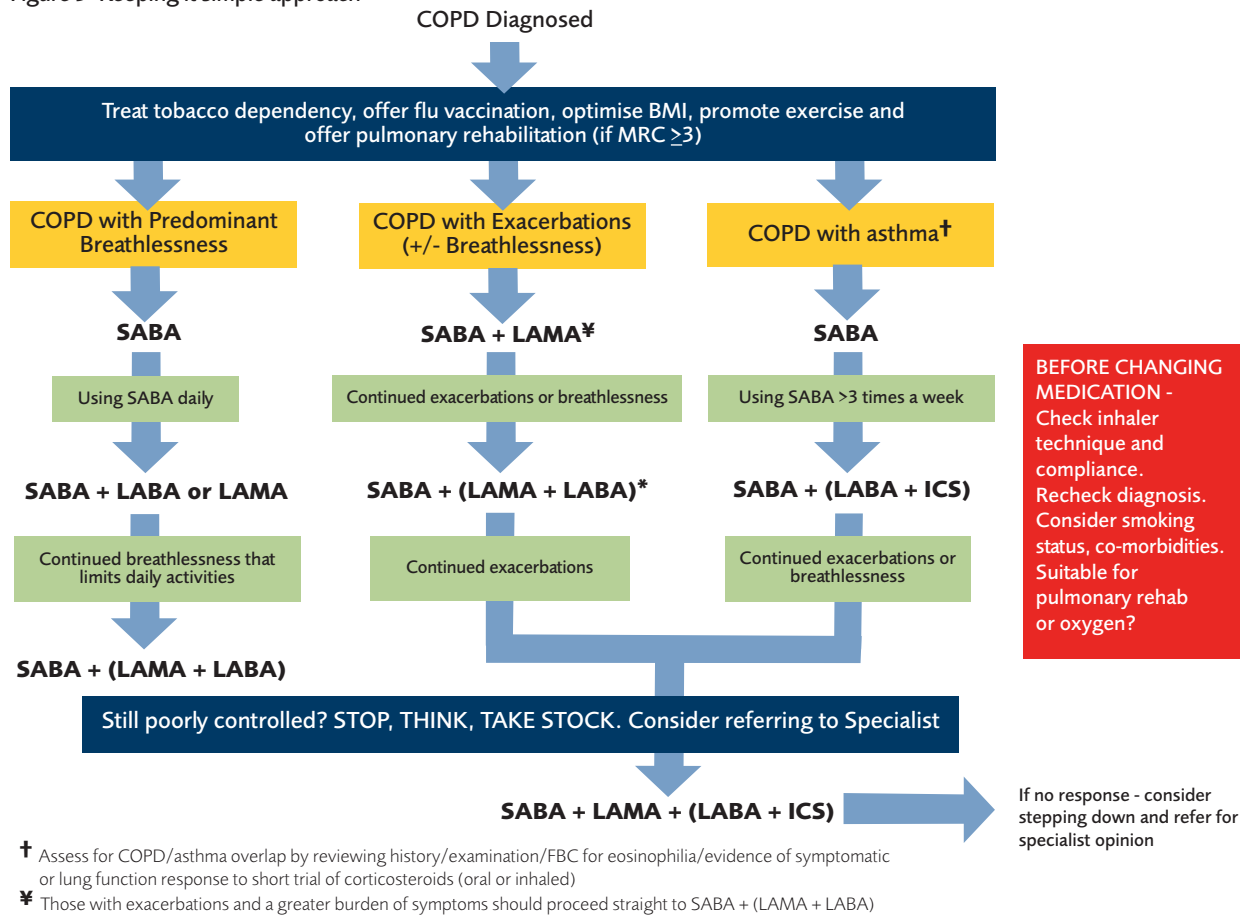 Figure 3 Keeping it simple approach
COPD Diagnosed
Treat tobacco dependency, offer flu vaccination, optimise BMI, promote exercise and
offer pulmonary rehabilitation (if MRC ≥3)
COPD with Predominant
Breathlessness
COPD with Exacerbations
(+/- Breathlessness)
COPD with asthma†
SABA
SABA + LAMA¥
SABA
Using SABA daily
Continued exacerbations or breathlessness
Using SABA >3 times a week
SABA + LABA or LAMA
SABA + (LAMA + LABA)*
SABA + (LABA + ICS)
Continued breathlessness that
limits daily activities
Continued exacerbations
Continued exacerbations or
breathlessness
SABA + (LAMA + LABA)
BEFORE CHANGING
MEDICATION -
Check inhaler
technique and
compliance.
Recheck diagnosis.
Consider smoking
status, co-morbidities.
Suitable for
pulmonary rehab
or oxygen?
Still poorly controlled? STOP, THINK, TAKE STOCK. Consider referring to Specialist
SABA + LAMA + (LABA + ICS)
If no response - consider
stepping down and refer for
specialist opinion
† Assess for COPD/asthma overlap by reviewing history/examination/FBC for eosinophilia/evidence of symptomatic
or lung function response to short trial of corticosteroids (oral or inhaled)
¥ Those with exacerbations and a greater burden of symptoms should proceed straight to SABA + (LAMA + LABA)